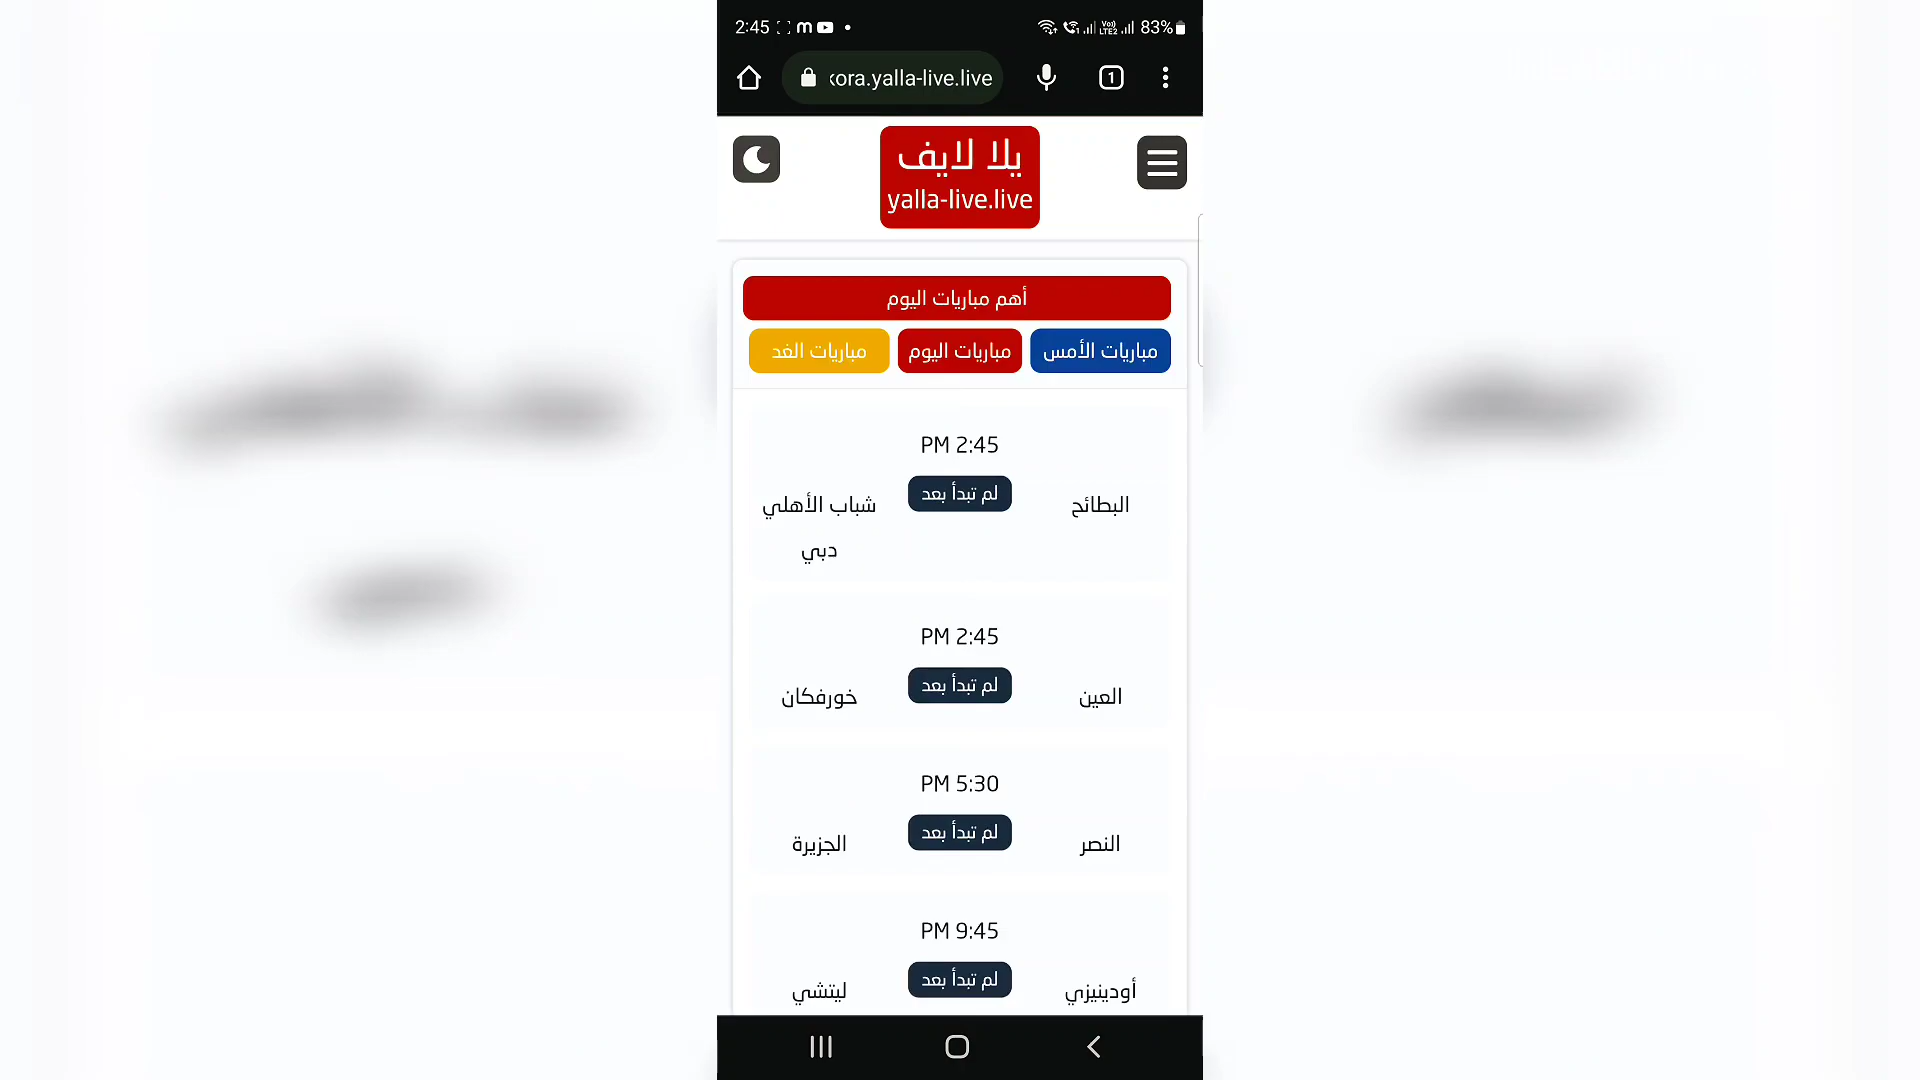 2:45
83%
kora.yalla-live.live
1
يلا لايف
yalla-live.live
أهم مباريات اليوم
مباريات الأمس
مباريات اليوم
مباريات الغد
PM 2:45
البطائح
لم تبدأ بعد
شباب الأهلي
دبي
PM 2:45
العين
لم تبدأ بعد
خورفكان
PM 5:30
النصر
لم تبدأ بعد
الجزيرة
PM 9:45
أودينيزي
لم تبدأ بعد
ليتشي